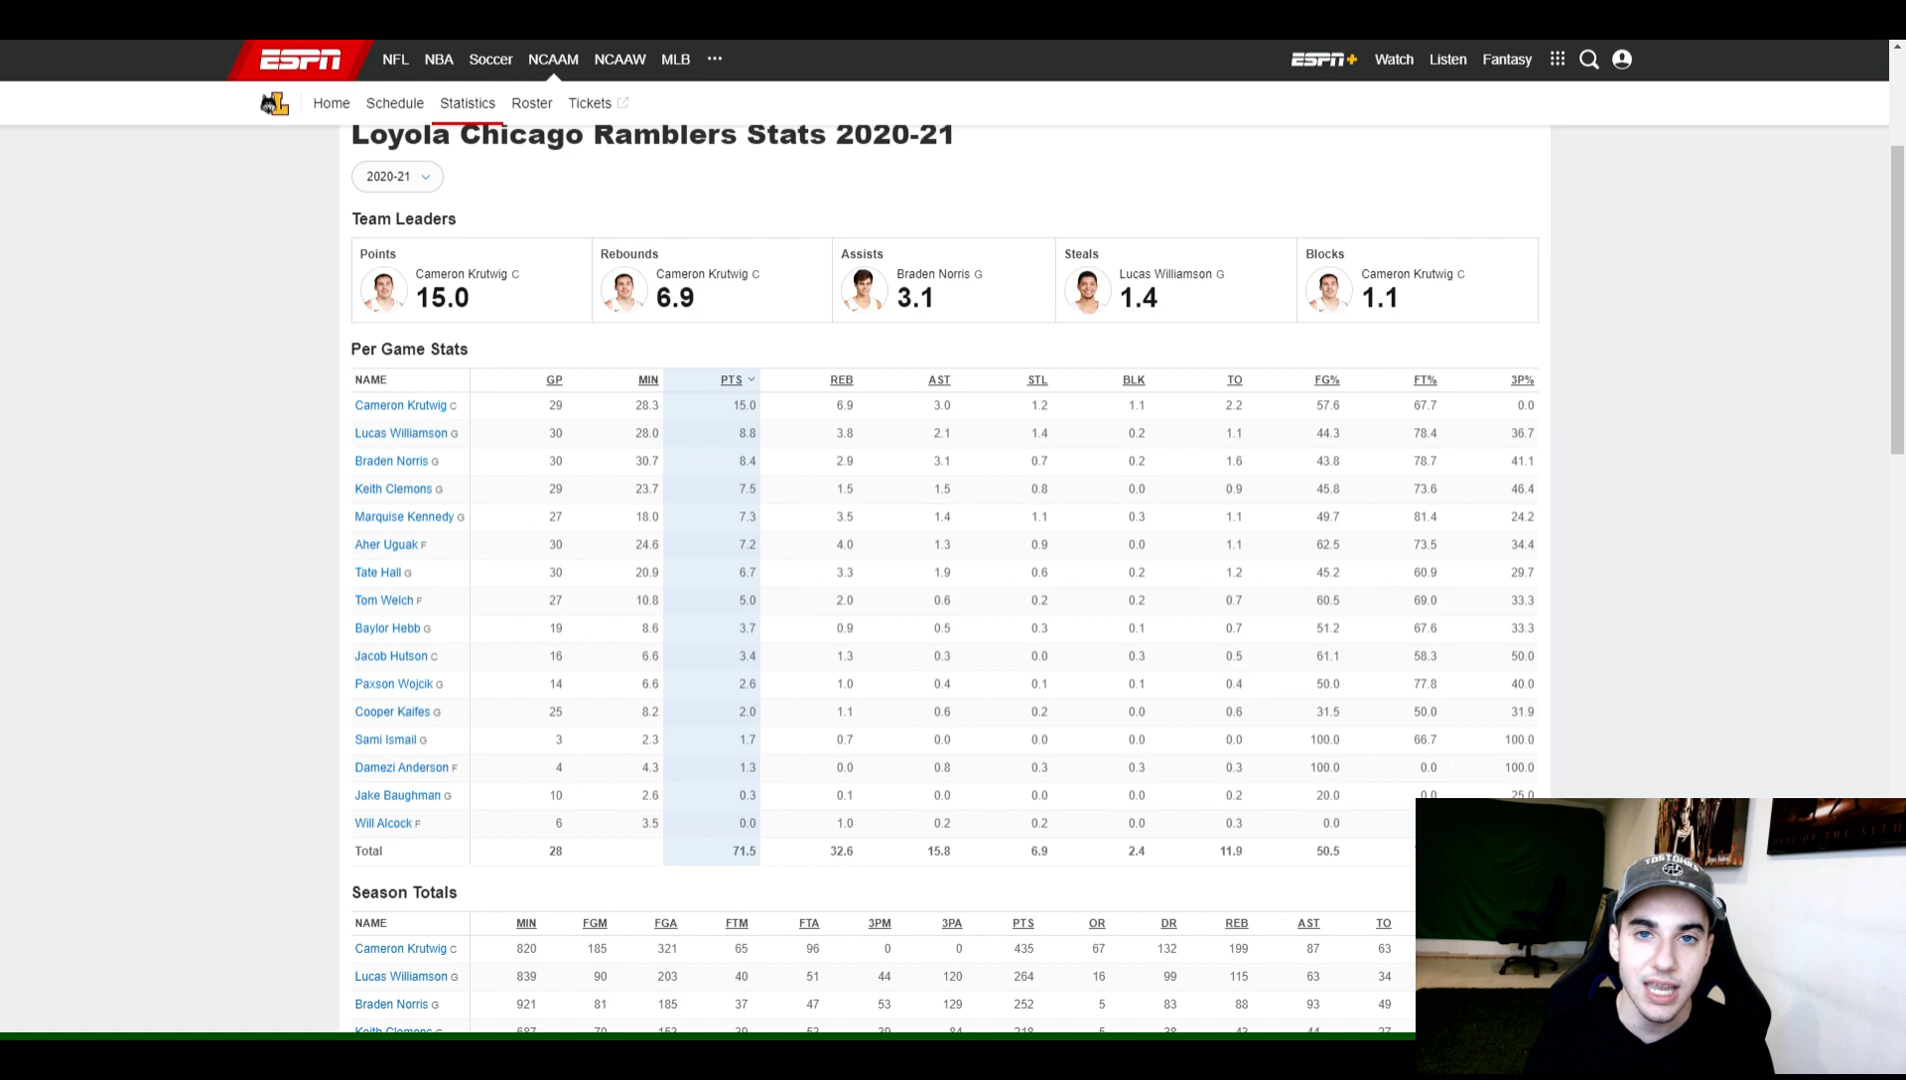 ESPN NFL NBA Soccer NCAAM NCAAW MLB ··· ESPN+ Watch Listen Fantasy
L Home Schedule Statistics Roster Tickets
Loyola Chicago Ramblers Stats 2020-21
2020-21
Team Leaders
Points Rebounds Assists Steals Blocks
Cameron Krutwig C Cameron Krutwig C Braden Norris G Lucas Williamson G Cameron Krutwig C
15.0 6.9 3.1 1.4 1.1
Per Game Stats
NAME GP MIN PTS REB AST STL BLK TO FG% FT% 3P%
Cameron Krutwig C 29 28.3 15.0 6.9 3.0 1.2 1.1 2.2 57.6 67.7 0.0
Lucas Williamson G 30 28.0 8.8 3.8 2.1 1.4 0.2 1.1 44.3 78.4 36.7
Braden Norris G 30 30.7 8.4 2.9 3.1 0.7 0.2 1.6 43.8 78.7 41.1
Keith Clemons G 29 23.7 7.5 1.5 1.5 0.8 0.0 0.9 45.8 73.6 46.4
Marquise Kennedy G 27 18.0 7.3 3.5 1.4 1.1 0.3 1.1 49.7 81.4 24.2
Aher Uguak F 30 24.6 7.2 4.0 1.3 0.9 0.0 1.1 62.5 73.5 34.4
Tate Hall G 30 20.9 6.7 3.3 1.9 0.6 0.2 1.2 45.2 60.9 29.7
Tom Welch F 27 10.8 5.0 2.0 0.6 0.2 0.2 0.7 60.5 69.0 33.3
Baylor Hebb G 19 8.6 3.7 0.9 0.5 0.3 0.1 0.7 51.2 67.6 33.3
Jacob Hutson C 16 6.6 3.4 1.3 0.3 0.0 0.3 0.5 61.1 58.3 50.0
Paxson Wojcik G 14 6.6 2.6 1.0 0.4 0.1 0.1 0.4 50.0 77.8 40.0
Cooper Kaifes G 25 8.2 2.0 1.1 0.6 0.2 0.0 0.6 31.5 50.0 31.9
Sami Ismail G 3 2.3 1.7 0.7 0.0 0.0 0.0 0.0 100.0 66.7 100.0
Damezi Anderson F 4 4.3 1.3 0.0 0.8 0.3 0.3 0.3 100.0 0.0 100.0
Jake Baughman G 10 2.6 0.3 0.1 0.0 0.0 0.0 0.2 20.0 0.0 25.0
Will Alcock F 6 3.5 0.0 1.0 0.2 0.2 0.0 0.3 0.0
Total 28 71.5 32.6 15.8 6.9 2.4 11.9 50.5
Season Totals
NAME MIN FGM FGA FTM FTA 3PM 3PA PTS OR DR REB AST TO
Cameron Krutwig C 820 185 321 65 96 0 0 435 67 132 199 87 63
Lucas Williamson G 839 90 203 40 51 44 120 264 16 99 115 63 34
Braden Norris G 921 81 185 37 47 53 129 252 5 83 88 93 49
Keith Clemons G 687 70 153 39 53 39 84 218 5 38 43 44 27